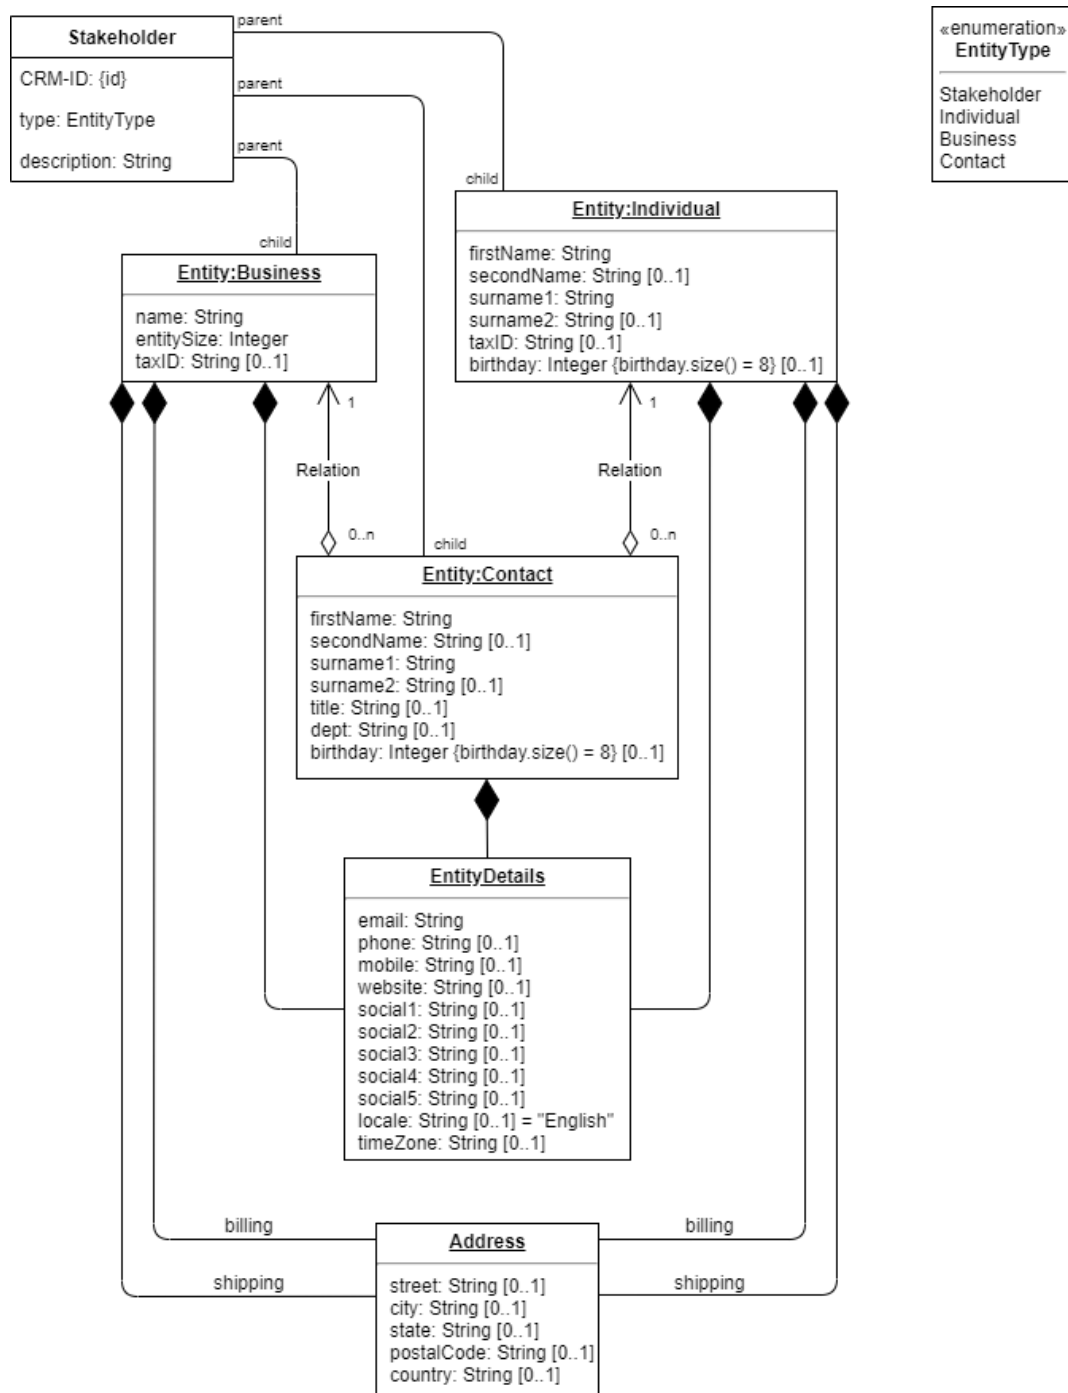 parent
Stakeholder
CRM-ID: {id}
type: EntityType
description: String
parent
parent
«enumeration»
EntityType
Stakeholder
Individual
Business
Contact
child
Entity:Individual
firstName: String
secondName: String [0..1]
surname1: String
surname2: String [0..1]
taxID: String [0..1]
birthday: Integer {birthday.size() = 8} [0..1]
child
Entity:Business
name: String
entitySize: Integer
taxID: String [0..1]
1
1
Relation
Relation
0..n
0..n
child
Entity:Contact
firstName: String
secondName: String [0..1]
surname1: String
surname2: String [0..1]
title: String [0..1]
dept: String [0..1]
birthday: Integer {birthday.size() = 8} [0..1]
EntityDetails
email: String
phone: String [0..1]
mobile: String [0..1]
website: String [0..1]
social1: String [0..1]
social2: String [0..1]
social3: String [0..1]
social4: String [0..1]
social5: String [0..1]
locale: String [0..1] = "English"
timeZone: String [0..1]
billing
billing
shipping
shipping
Address
street: String [0..1]
city: String [0..1]
state: String [0..1]
postalCode: String [0..1]
country: String [0..1]